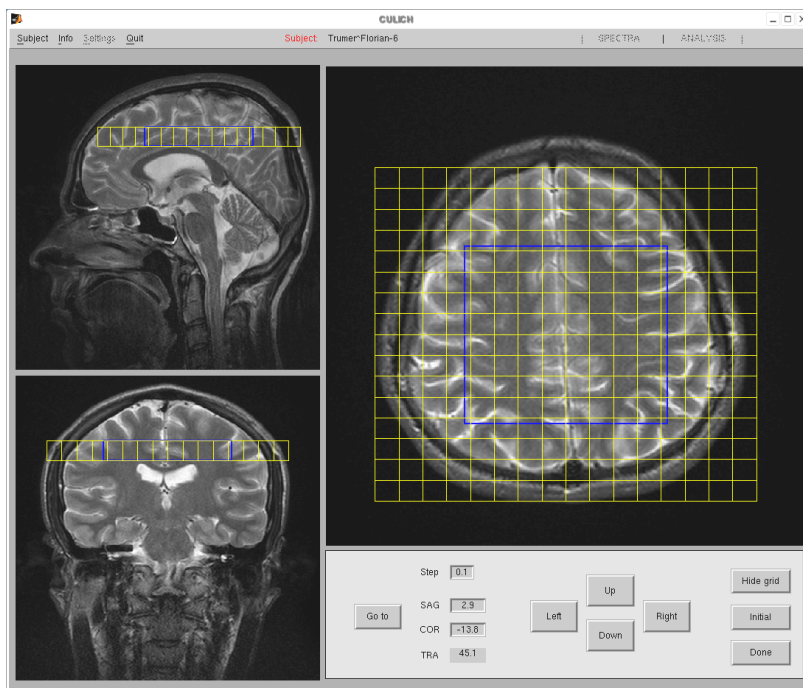 CULICH
Subject Info Settings Quit Subject: Trumer^Florian-6 | SPECTRA | ANALYSIS |
Step 0.1
SAG 2.9
COR -13.8
TRA 45.1
Go to
Left
Up
Down
Right
Hide grid
Initial
Done